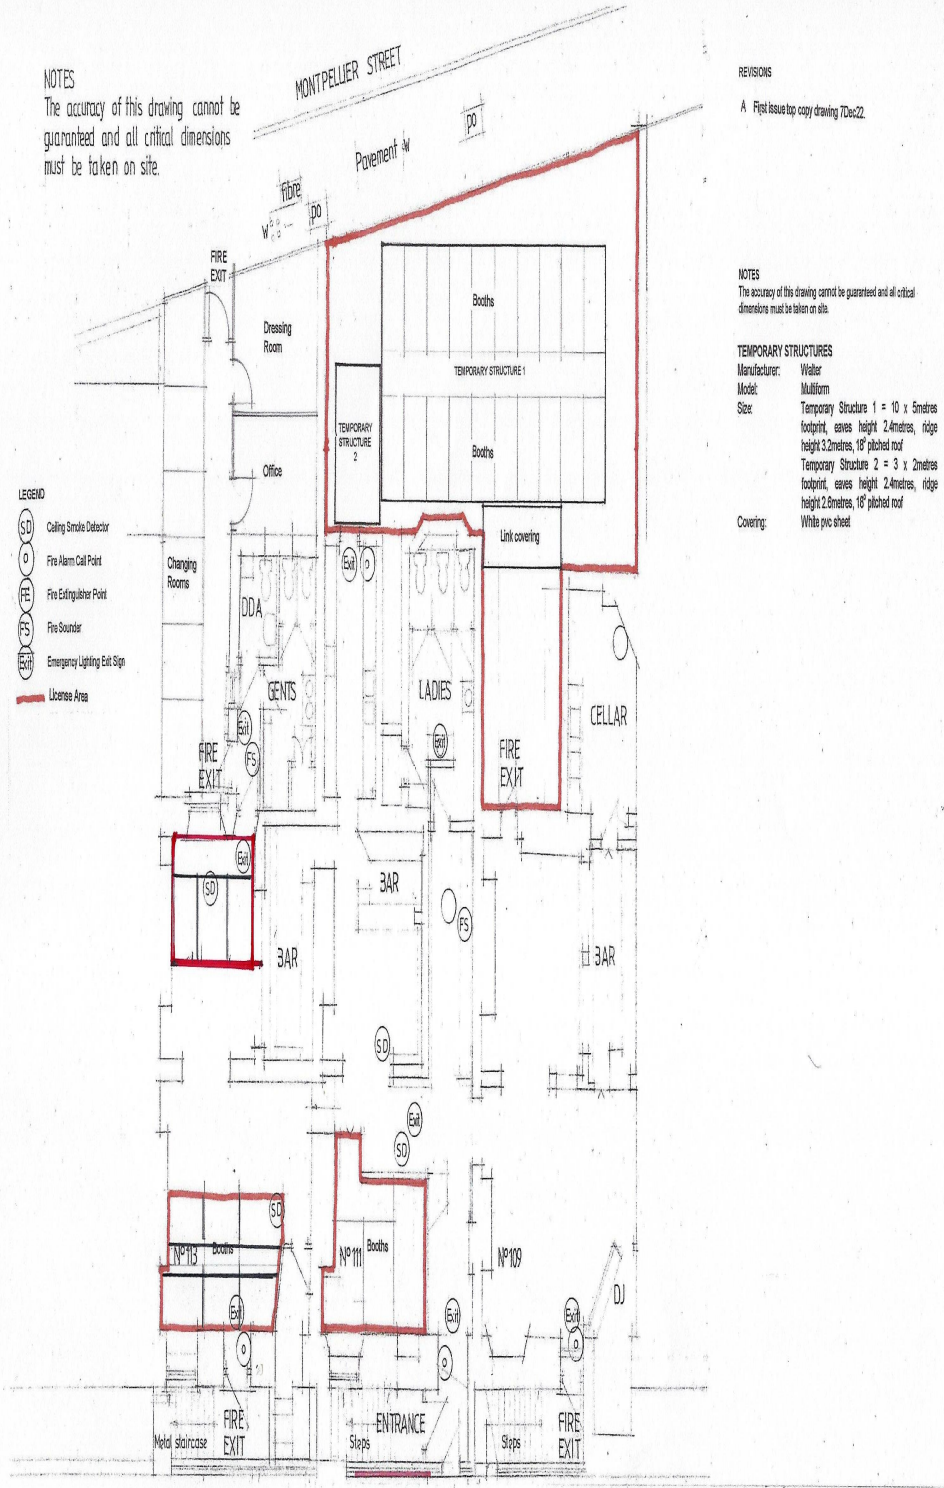 NOTES
The accuracy of this drawing cannot be
guaranteed and all critical dimensions
must be taken on site.
MONTPELLIER STREET
Pavement w
po
fibre
po
w
REVISIONS
A First issue top copy drawing 7Dec22.
NOTES
The accuracy of this drawing cannot be guaranteed and all critical
dimensions must be taken on site.
TEMPORARY STRUCTURES
Manufacturer: Walter
Model: Multiform
Size: Temporary Structure 1 = 10 x 5metres
footprint, eaves height 2.4metres, ridge
height 3.2metres, 18° pitched roof
Temporary Structure 2 = 3 x 2metres
footprint, eaves height 2.4metres, ridge
height 2.6metres, 18° pitched roof
Covering: White pvc sheet
FIRE
EXIT
Dressing
Room
Booths
TEMPORARY STRUCTURE 1
Booths
TEMPORARY
STRUCTURE
2
Office
Link covering
LEGEND
SD Ceiling Smoke Detector
o Fire Alarm Call Point
FE Fire Extinguisher Point
FS Fire Sounder
Exit Emergency Lighting Exit Sign
License Area
Changing
Rooms
Exit
o
DDA
GENTS
LADIES
CELLAR
Exit
FS
Exit
FIRE
EXIT
FIRE
EXIT
Exit
SD
BAR
BAR
FS
BAR
SD
Exit
SD
SD
Nº 113
Booths
Nº 111
Booths
Nº 109
DJ
Exit
Exit
Exit
o
o
o
FIRE
EXIT
ENTRANCE
FIRE
EXIT
Metal staircase
Steps
Steps